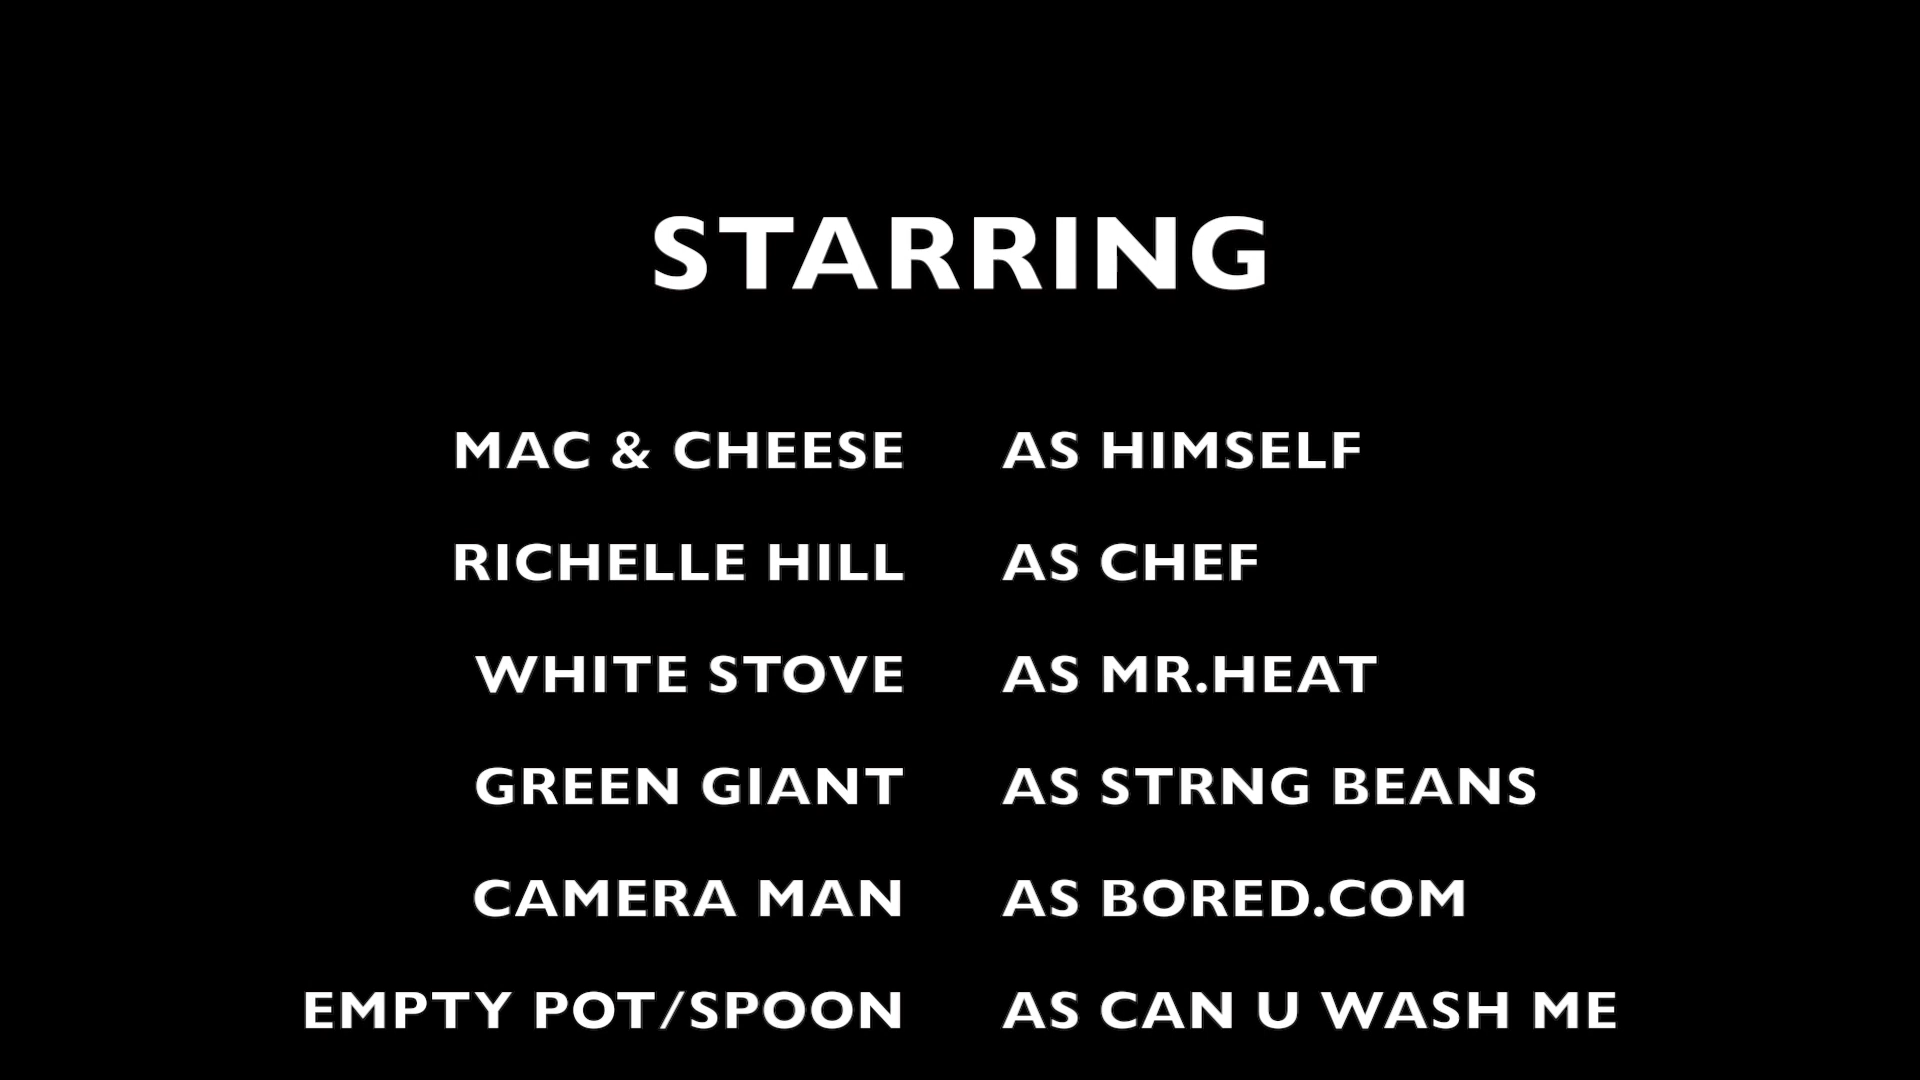 STARRING
MAC & CHEESE AS HIMSELF
RICHELLE HILL AS CHEF
WHITE STOVE AS MR.HEAT
GREEN GIANT AS STRNG BEANS
CAMERA MAN AS BORED.COM
EMPTY POT/SPOON AS CAN U WASH ME